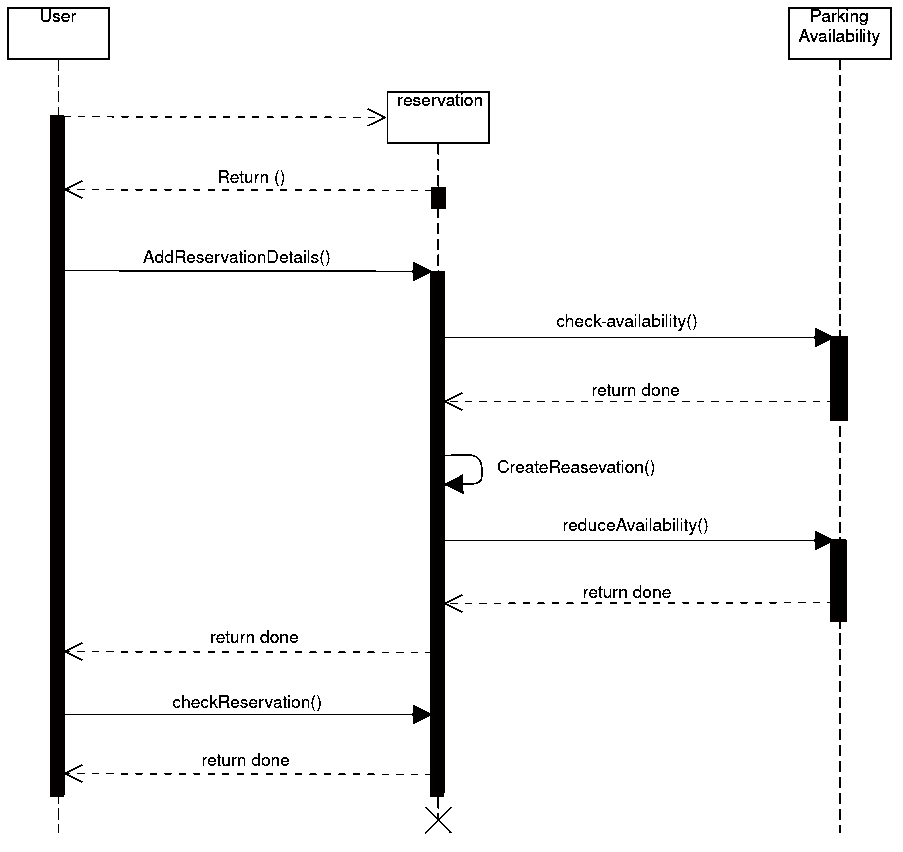 User
Parking
Availability
reservation
Return ()
AddReservationDetails()
check-availability()
return done
CreateReasevation()
reduceAvailability()
return done
return done
checkReservation()
return done